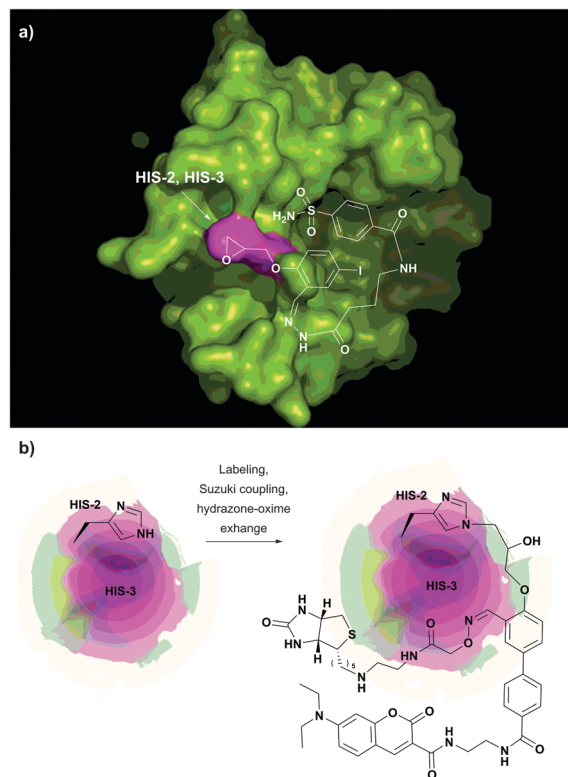 a)
HIS-2, HIS-3
O
H₂N S
O
O
NH
O
O
I
N
N
H
O
b)
Labeling,
Suzuki coupling,
hydrazone-oxime
exhange
HIS-2
N
NH
HIS-3
HIS-2
N
N
OH
HIS-3
O
H
HN
O
N
H
S
H
O
N
O
H
N
( )5
N
H
N
O
O
O
N
H
H
N
O
O